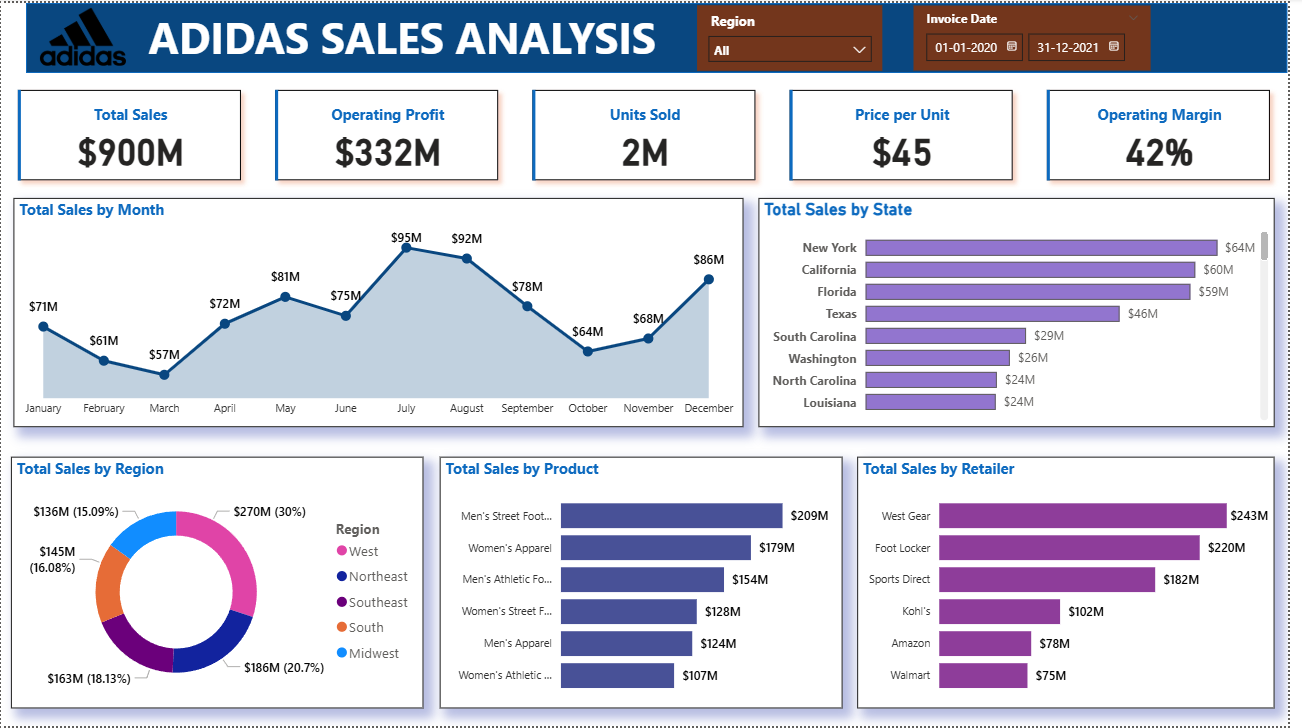 adidas
ADIDAS SALES ANALYSIS
Region
All
Invoice Date
01-01-2020
31-12-2021
Total Sales
$900M
Operating Profit
$332M
Units Sold
2M
Price per Unit
$45
Operating Margin
42%
Total Sales by Month
$71M
$61M
$57M
$72M
$81M
$75M
$95M
$92M
$78M
$64M
$68M
$86M
January February March April May June July August September October November December
Total Sales by State
New York $64M
California $60M
Florida $59M
Texas $46M
South Carolina $29M
Washington $26M
North Carolina $24M
Louisiana $24M
Total Sales by Region
$136M (15.09%)
$270M (30%)
$145M
(16.08%)
$186M (20.7%)
$163M (18.13%)
Region
West
Northeast
Southeast
South
Midwest
Total Sales by Product
Men's Street Foot... $209M
Women's Apparel $179M
Men's Athletic Fo... $154M
Women's Street F... $128M
Men's Apparel $124M
Women's Athletic ... $107M
Total Sales by Retailer
West Gear $243M
Foot Locker $220M
Sports Direct $182M
Kohl's $102M
Amazon $78M
Walmart $75M